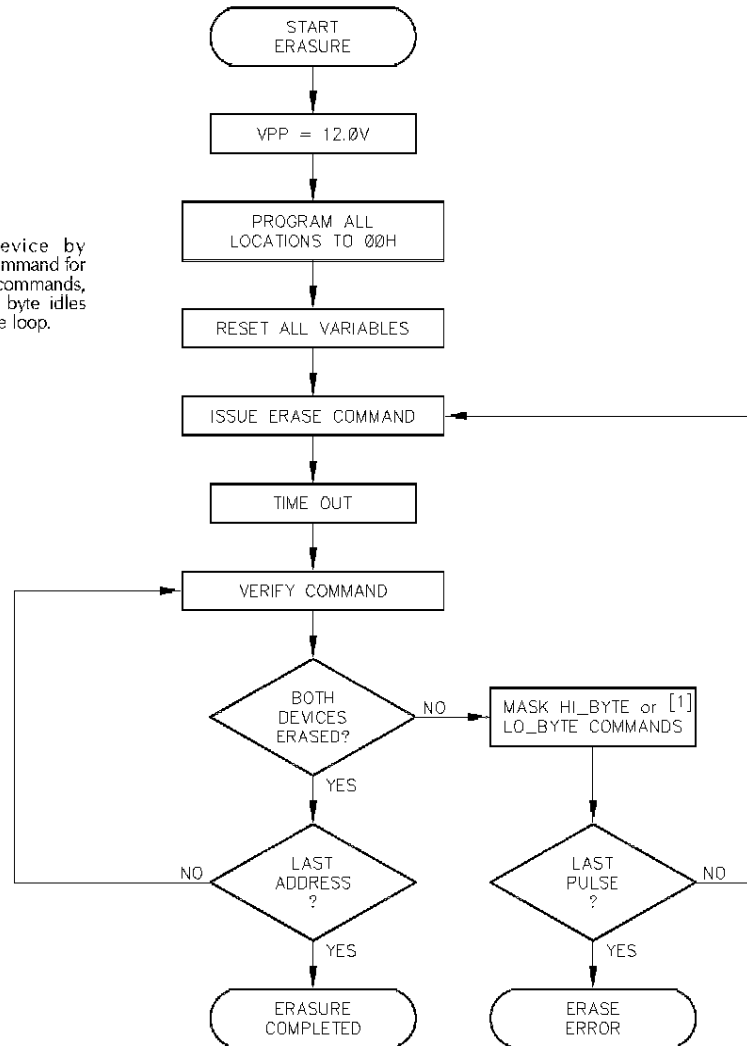 START
ERASURE
VPP = 12.0V
PROGRAM ALL
LOCATIONS TO 00H
evice by
mmand for
commands,
byte idles
e loop.
RESET ALL VARIABLES
ISSUE ERASE COMMAND
TIME OUT
VERIFY COMMAND
BOTH
DEVICES
ERASED?
NO
MASK HI_BYTE or [1]
LO_BYTE COMMANDS
YES
NO
LAST
ADDRESS
?
LAST
PULSE
?
NO
YES
YES
ERASURE
COMPLETED
ERASE
ERROR